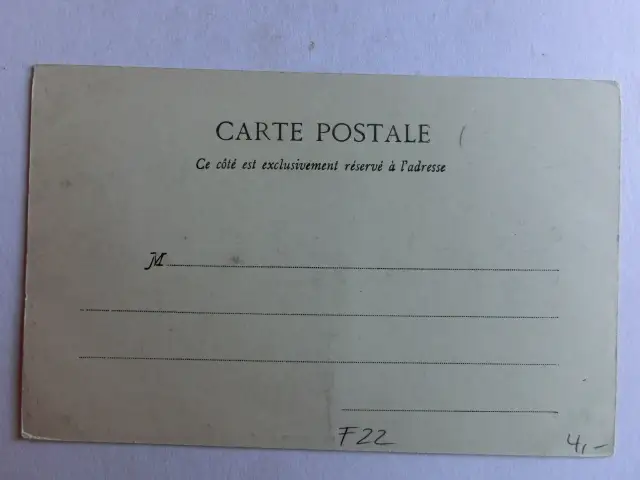 CARTE POSTALE
Ce côté est exclusivement réservé à l'adresse
M
F22
4,-